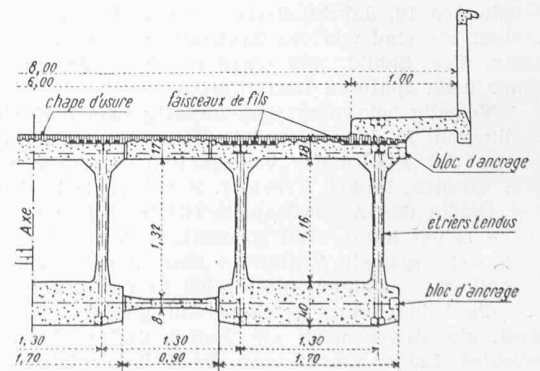 8,00
6,00
1,00
chape d'usure
faisceaux de fils
17
18
bloc d'ancrage
Axe
1,32
1,16
étriers tendus
bloc d'ancrage
8
40
1,30
1,30
1,30
1,70
0,90
1,70